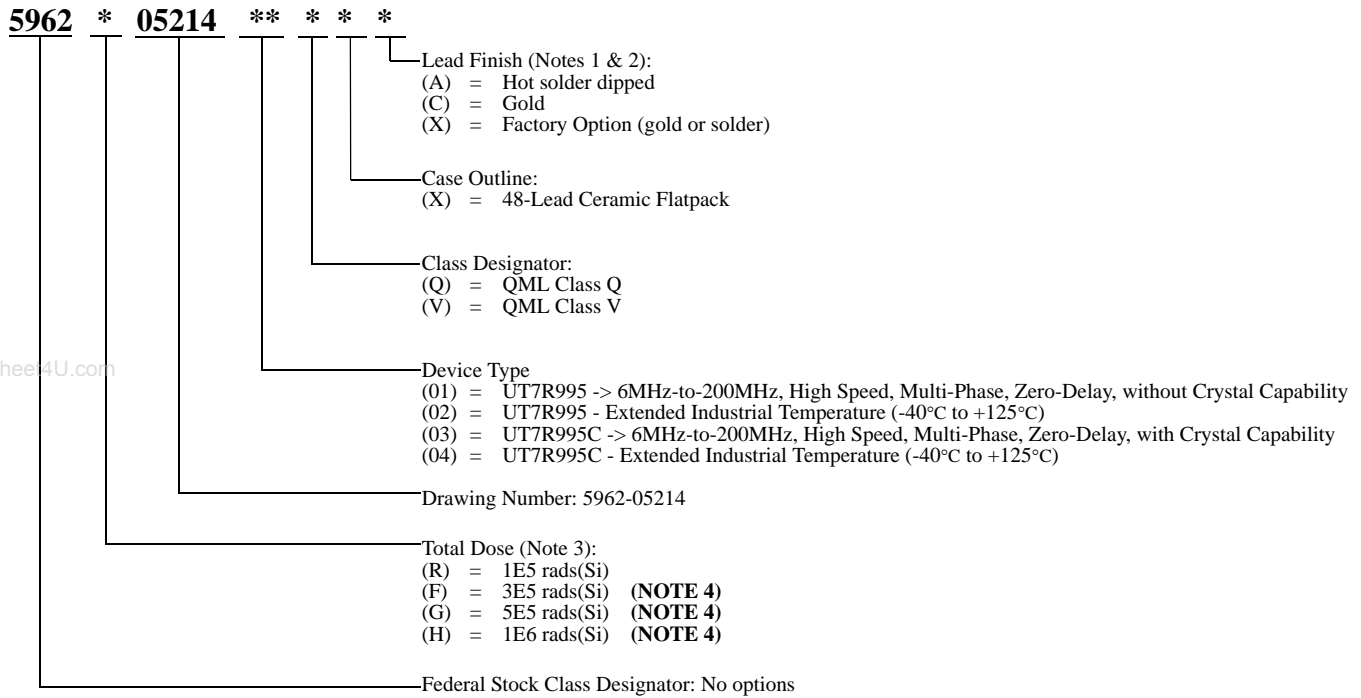 5962 * 05214 ** * * *
Lead Finish (Notes 1 & 2):
(A) = Hot solder dipped
(C) = Gold
(X) = Factory Option (gold or solder)
Case Outline:
(X) = 48-Lead Ceramic Flatpack
Class Designator:
(Q) = QML Class Q
(V) = QML Class V
heet4U.com
Device Type
(01) = UT7R995 -> 6MHz-to-200MHz, High Speed, Multi-Phase, Zero-Delay, without Crystal Capability
(02) = UT7R995 - Extended Industrial Temperature (-40°C to +125°C)
(03) = UT7R995C -> 6MHz-to-200MHz, High Speed, Multi-Phase, Zero-Delay, with Crystal Capability
(04) = UT7R995C - Extended Industrial Temperature (-40°C to +125°C)
Drawing Number: 5962-05214
Total Dose (Note 3):
(R) = 1E5 rads(Si)
(F) = 3E5 rads(Si) (NOTE 4)
(G) = 5E5 rads(Si) (NOTE 4)
(H) = 1E6 rads(Si) (NOTE 4)
Federal Stock Class Designator: No options